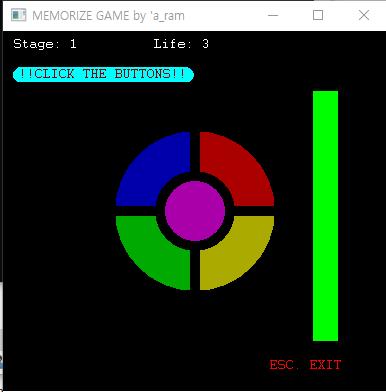 MEMORIZE GAME by 'a_ram
Stage: 1 Life: 3
!!CLICK THE BUTTONS!!
ESC. EXIT